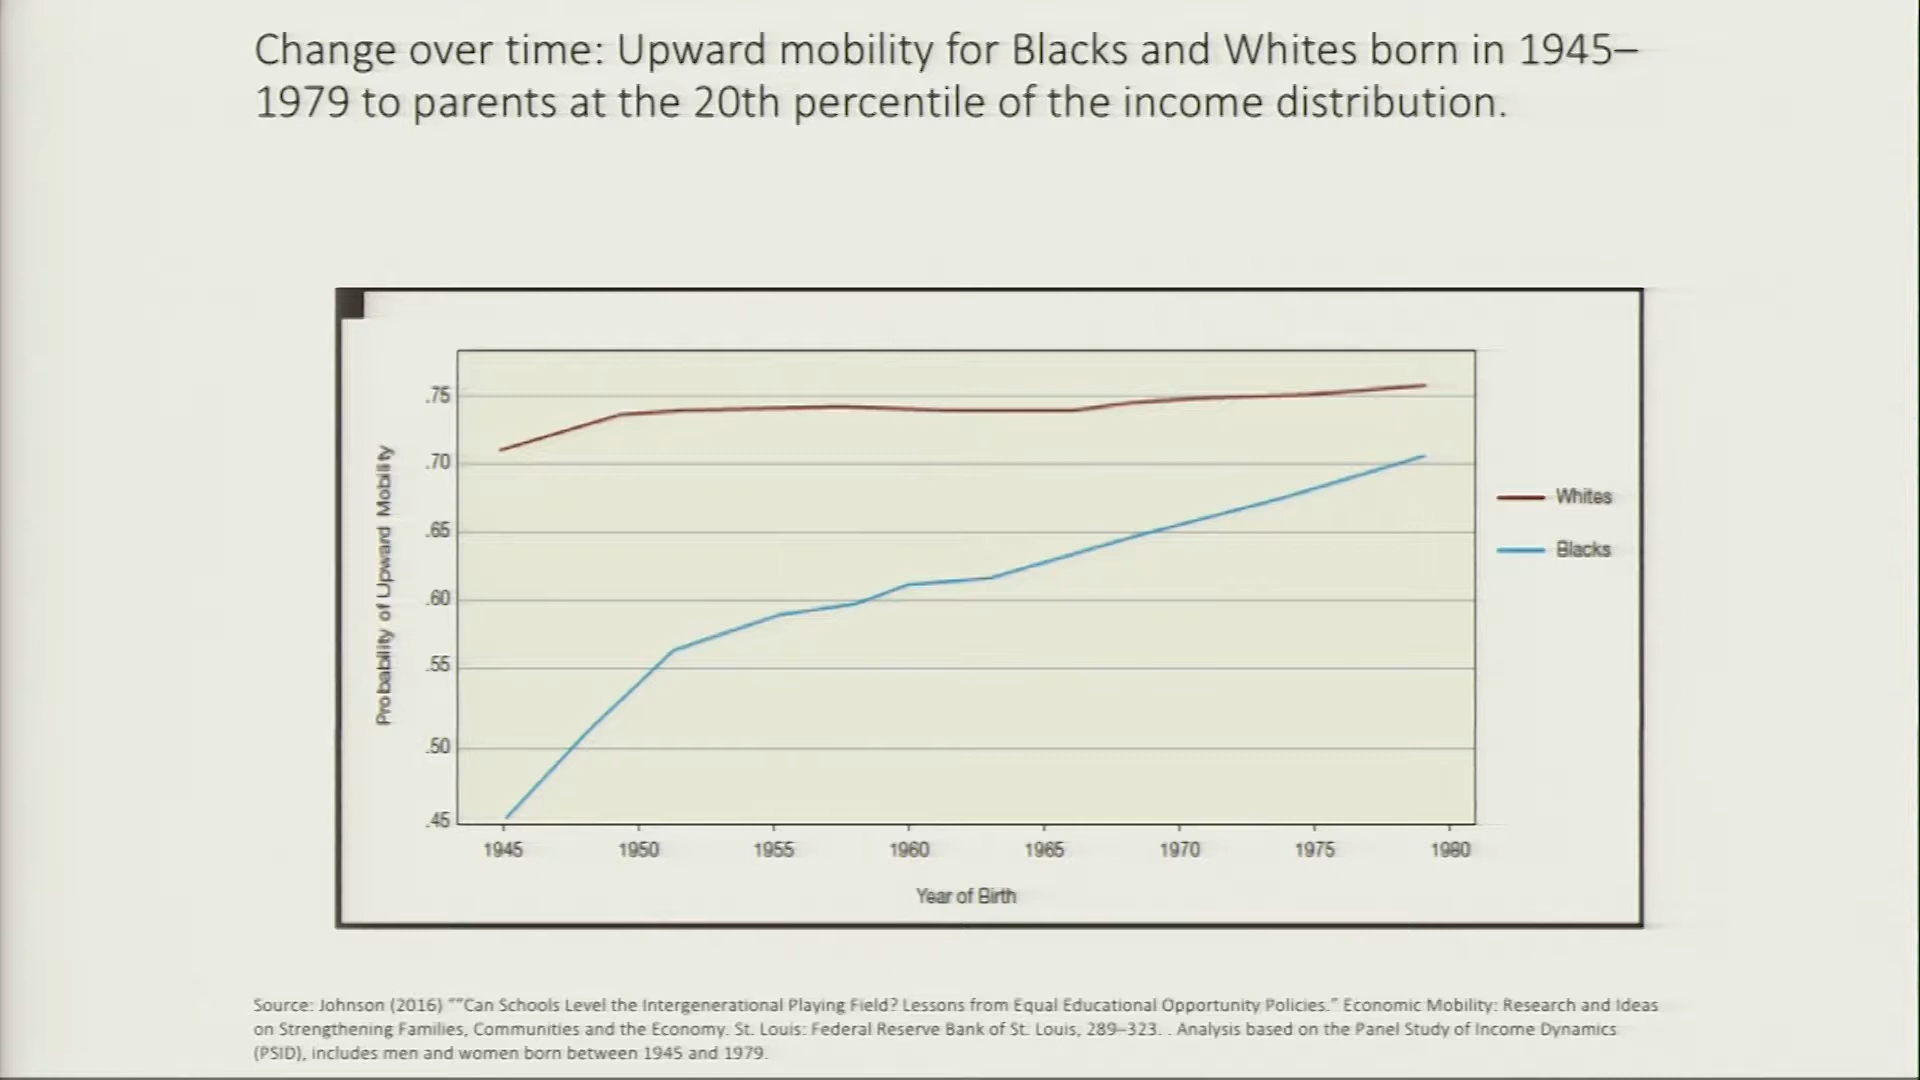 Change over time: Upward mobility for Blacks and Whites born in 1945–
1979 to parents at the 20th percentile of the income distribution.
Probability of Upward Mobility
.75
.70
.65
.60
.55
.50
.45
1945 1950 1955 1960 1965 1970 1975 1980
Year of Birth
Whites
Blacks
Source: Johnson (2016) ""Can Schools Level the Intergenerational Playing Field? Lessons from Equal Educational Opportunity Policies." Economic Mobility: Research and Ideas
on Strengthening Families, Communities and the Economy. St. Louis: Federal Reserve Bank of St. Louis, 289–323. . Analysis based on the Panel Study of Income Dynamics
(PSID), includes men and women born between 1945 and 1979.